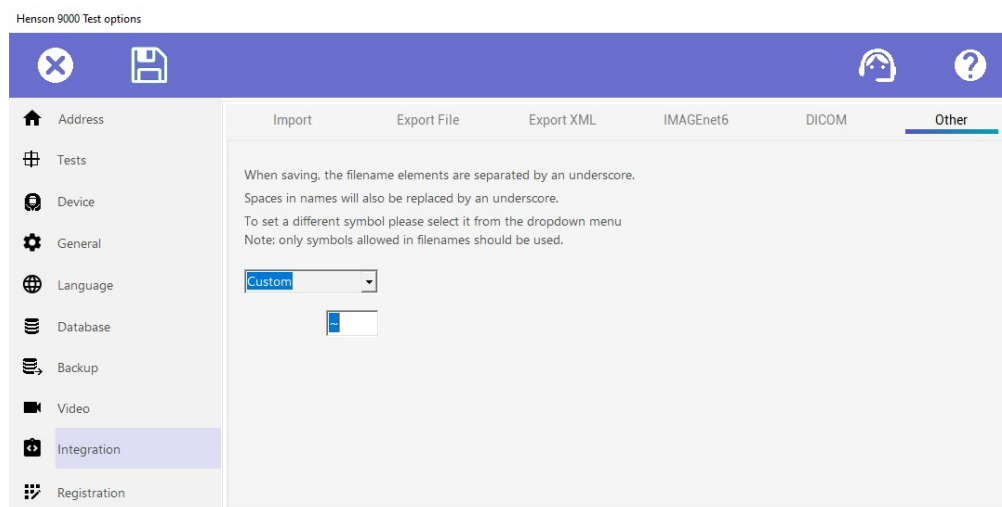 Henson 9000 Test options
Address
Tests
Device
General
Language
Database
Backup
Video
Integration
Registration
Import Export File Export XML IMAGEnet6 DICOM Other
When saving, the filename elements are separated by an underscore.
Spaces in names will also be replaced by an underscore.
To set a different symbol please select it from the dropdown menu
Note: only symbols allowed in filenames should be used.
Custom
~